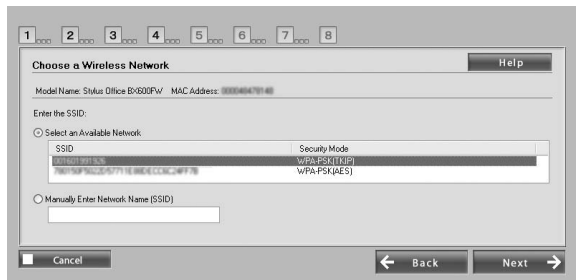 1 2 3 4 5 6 7 8
Choose a Wireless Network
Help
Model Name: Stylus Office BX600FW MAC Address:
Enter the SSID:
Select an Available Network
SSID Security Mode
WPA-PSK(TKIP)
WPA-PSK(AES)
Manually Enter Network Name (SSID)
Cancel Back Next